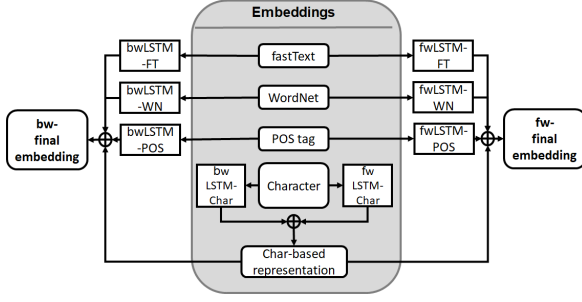 Embeddings
bwLSTM
-FT
fastText
fwLSTM-
FT
bwLSTM
-WN
WordNet
fwLSTM-
WN
bw-
final
embedding
bwLSTM
-POS
POS tag
fwLSTM-
POS
fw-
final
embedding
bw
LSTM-
Char
Character
fw
LSTM-
Char
Char-based
representation